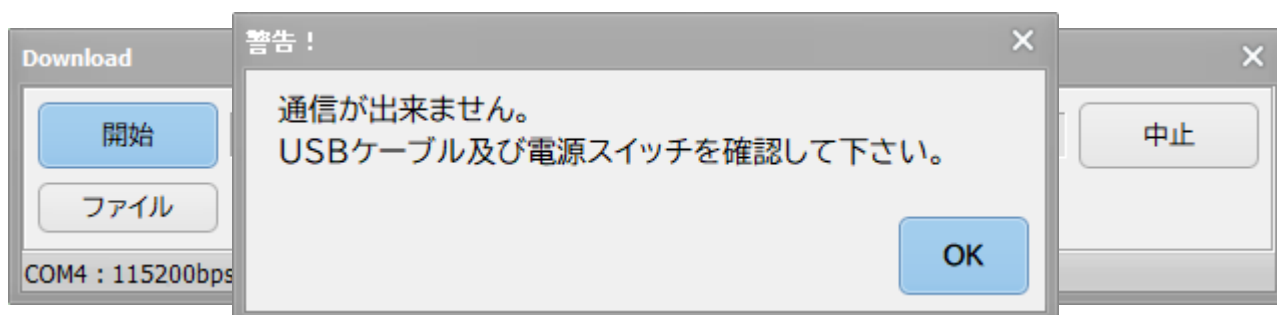 Download
警告！
開始
通信が出来ません。
USBケーブル及び電源スイッチを確認して下さい。
中止
ファイル
OK
COM4：115200bps